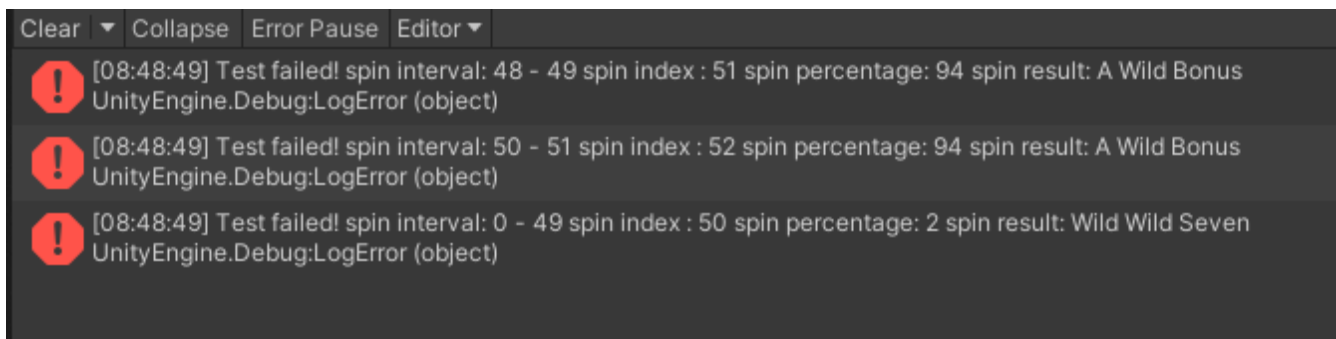 Clear Collapse Error Pause Editor
[08:48:49] Test failed! spin interval: 48 - 49 spin index : 51 spin percentage: 94 spin result: A Wild Bonus
UnityEngine.Debug:LogError (object)
[08:48:49] Test failed! spin interval: 50 - 51 spin index : 52 spin percentage: 94 spin result: A Wild Bonus
UnityEngine.Debug:LogError (object)
[08:48:49] Test failed! spin interval: 0 - 49 spin index : 50 spin percentage: 2 spin result: Wild Wild Seven
UnityEngine.Debug:LogError (object)